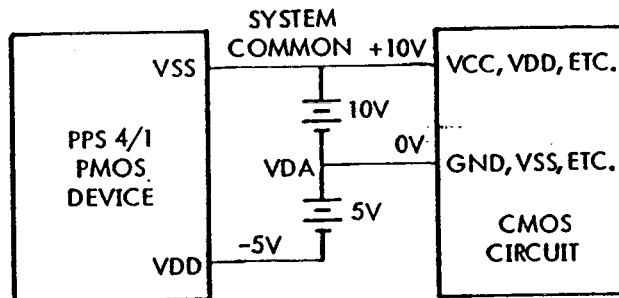 SYSTEM
COMMON
+10V
VSS
VCC, VDD, ETC.
10V
PPS 4/1
PMOS
DEVICE
0V
VDA
GND, VSS, ETC.
5V
CMOS
CIRCUIT
-5V
VDD